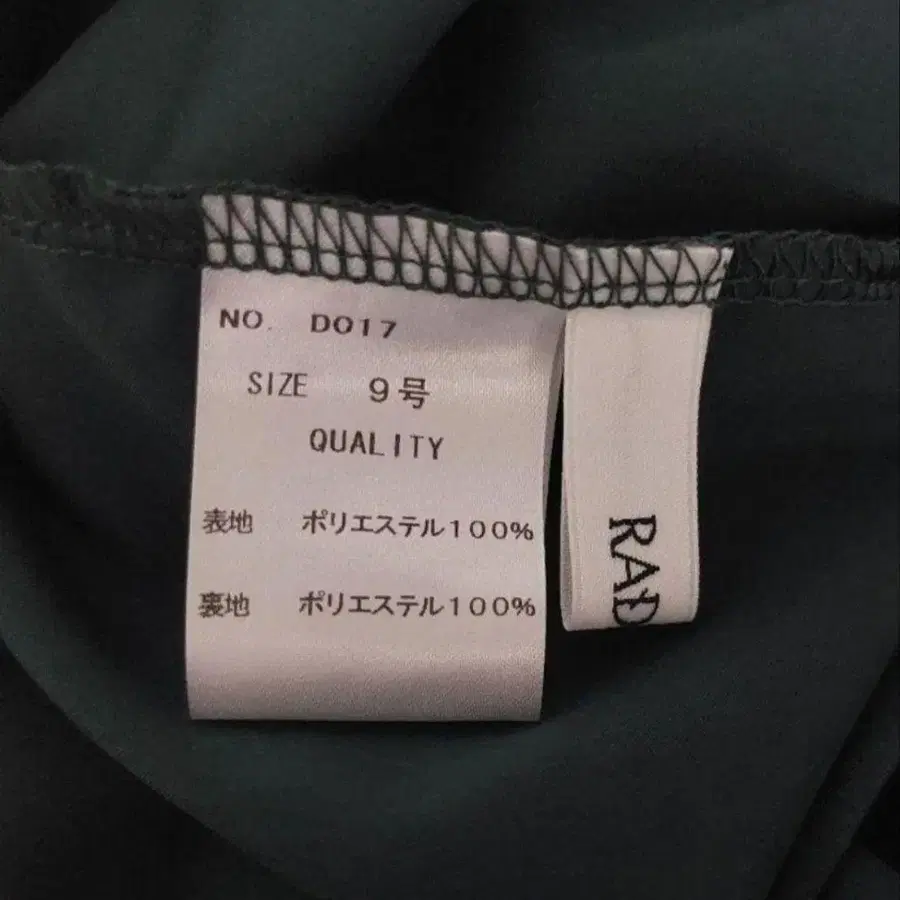 NO. D017
SIZE 9号
QUALITY
表地 ポリエステル100%
裏地 ポリエステル100%
RAD